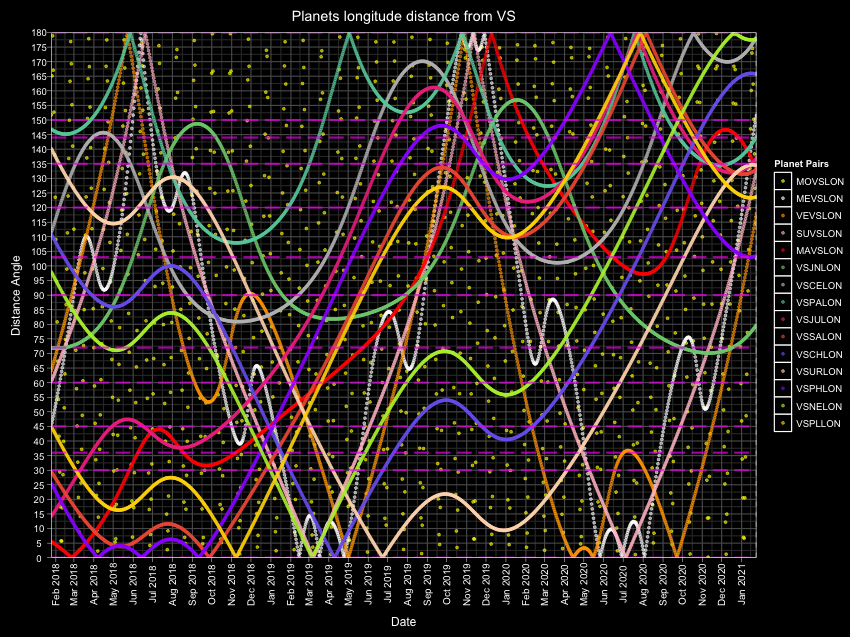 Planets longitude distance from VS
Distance Angle
180
175
170
165
160
155
150
145
140
135
130
125
120
115
110
105
100
95
90
85
80
75
70
65
60
55
50
45
40
35
30
25
20
15
10
5
0
Feb 2018
Mar 2018
Apr 2018
May 2018
Jun 2018
Jul 2018
Aug 2018
Sep 2018
Oct 2018
Nov 2018
Dec 2018
Jan 2019
Feb 2019
Mar 2019
Apr 2019
May 2019
Jun 2019
Jul 2019
Aug 2019
Sep 2019
Oct 2019
Nov 2019
Dec 2019
Jan 2020
Feb 2020
Mar 2020
Apr 2020
May 2020
Jun 2020
Jul 2020
Aug 2020
Sep 2020
Oct 2020
Nov 2020
Dec 2020
Jan 2021
Date
Planet Pairs
MOVSLON
MEVSLON
VEVSLON
SUVSLON
MAVSLON
VSJNLON
VSCELON
VSPALON
VSJULON
VSSALON
VSCHLON
VSURLON
VSPHLON
VSNELON
VSPLLON